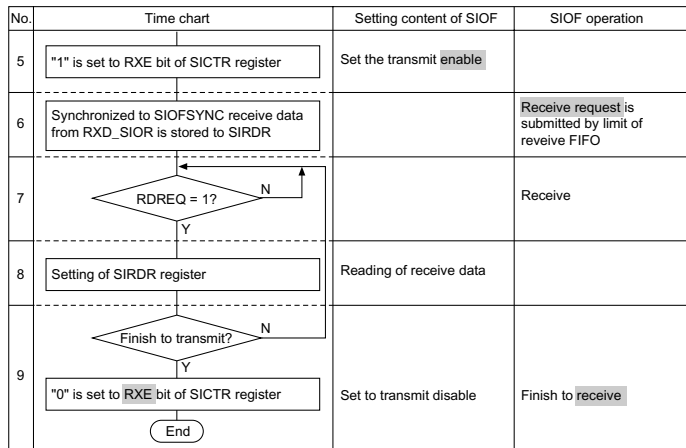 No. Time chart Setting content of SIOF SIOF operation
5 "1" is set to RXE bit of SICTR register Set the transmit enable
6 Synchronized to SIOFSYNC receive data
from RXD_SIOR is stored to SIRDR
Receive request is
submitted by limit of
reveive FIFO
7 RDREQ = 1? N Receive
Y
8 Setting of SIRDR register Reading of receive data
9 Finish to transmit? N
Y
"0" is set to RXE bit of SICTR register Set to transmit disable Finish to receive
End